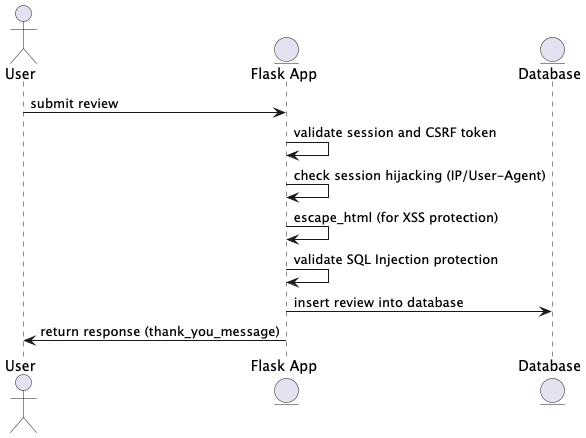 User
Flask App
Database
submit review
validate session and CSRF token
check session hijacking (IP/User-Agent)
escape_html (for XSS protection)
validate SQL Injection protection
insert review into database
return response (thank_you_message)
User
Flask App
Database